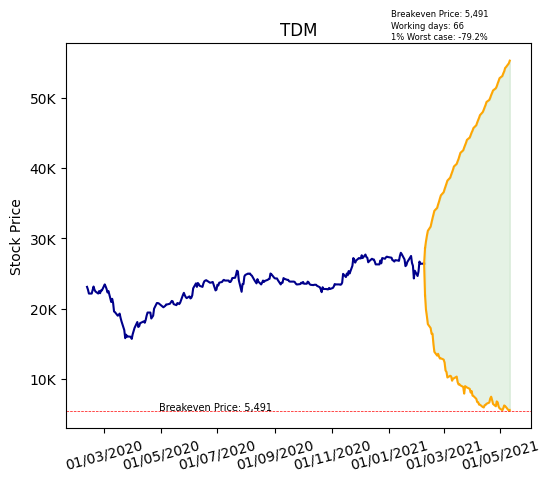 Breakeven Price: 5,491
Working days: 66
1% Worst case: -79.2%
TDM
Stock Price
50K
40K
30K
20K
10K
Breakeven Price: 5,491
01/03/2020
01/05/2020
01/07/2020
01/09/2020
01/11/2020
01/01/2021
01/03/2021
01/05/2021